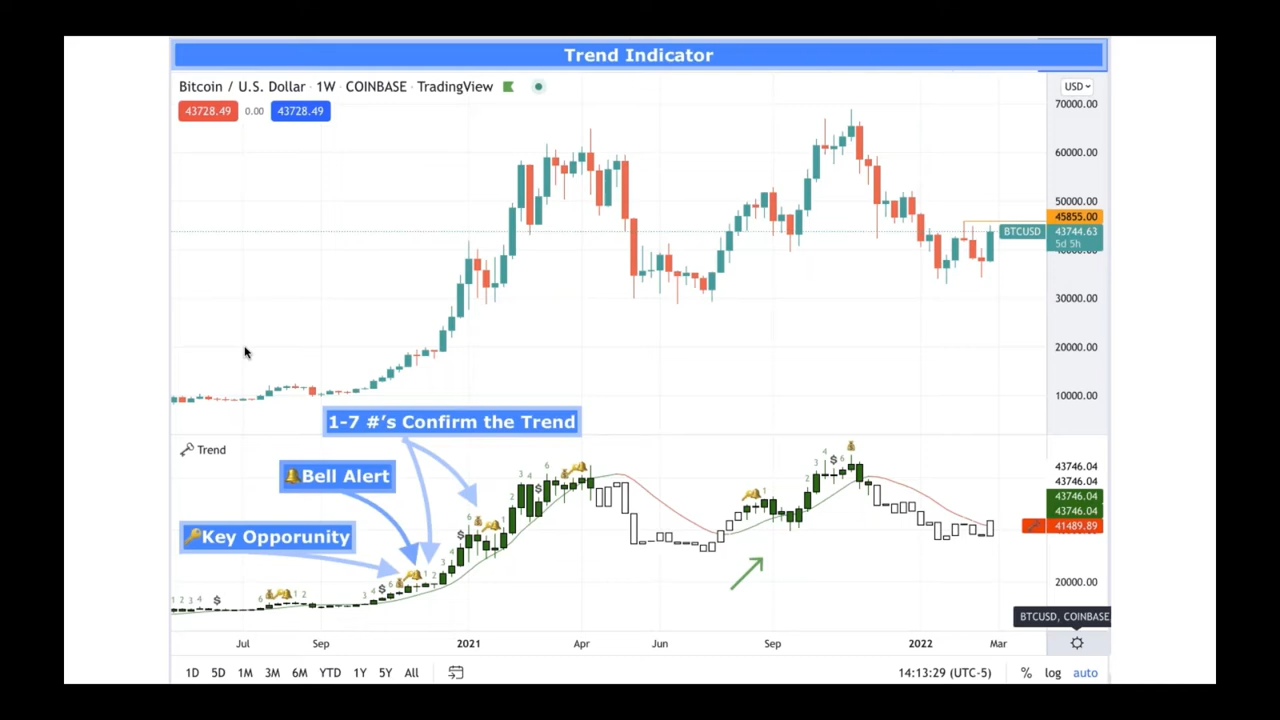 Trend Indicator
Bitcoin / U.S. Dollar · 1W · COINBASE · TradingView
USD
43728.49 0.00 43728.49
70000.00
60000.00
50000.00
45855.00
BTCUSD 43744.63
5d 5h
30000.00
20000.00
10000.00
1-7 #'s Confirm the Trend
Trend
Bell Alert
Key Opporunity
43746.04
43746.04
43746.04
43746.04
41489.89
20000.00
BTCUSD, COINBASE
Jul Sep 2021 Apr Jun Sep 2022 Mar
1D 5D 1M 3M 6M YTD 1Y 5Y All 14:13:29 (UTC-5) % log auto